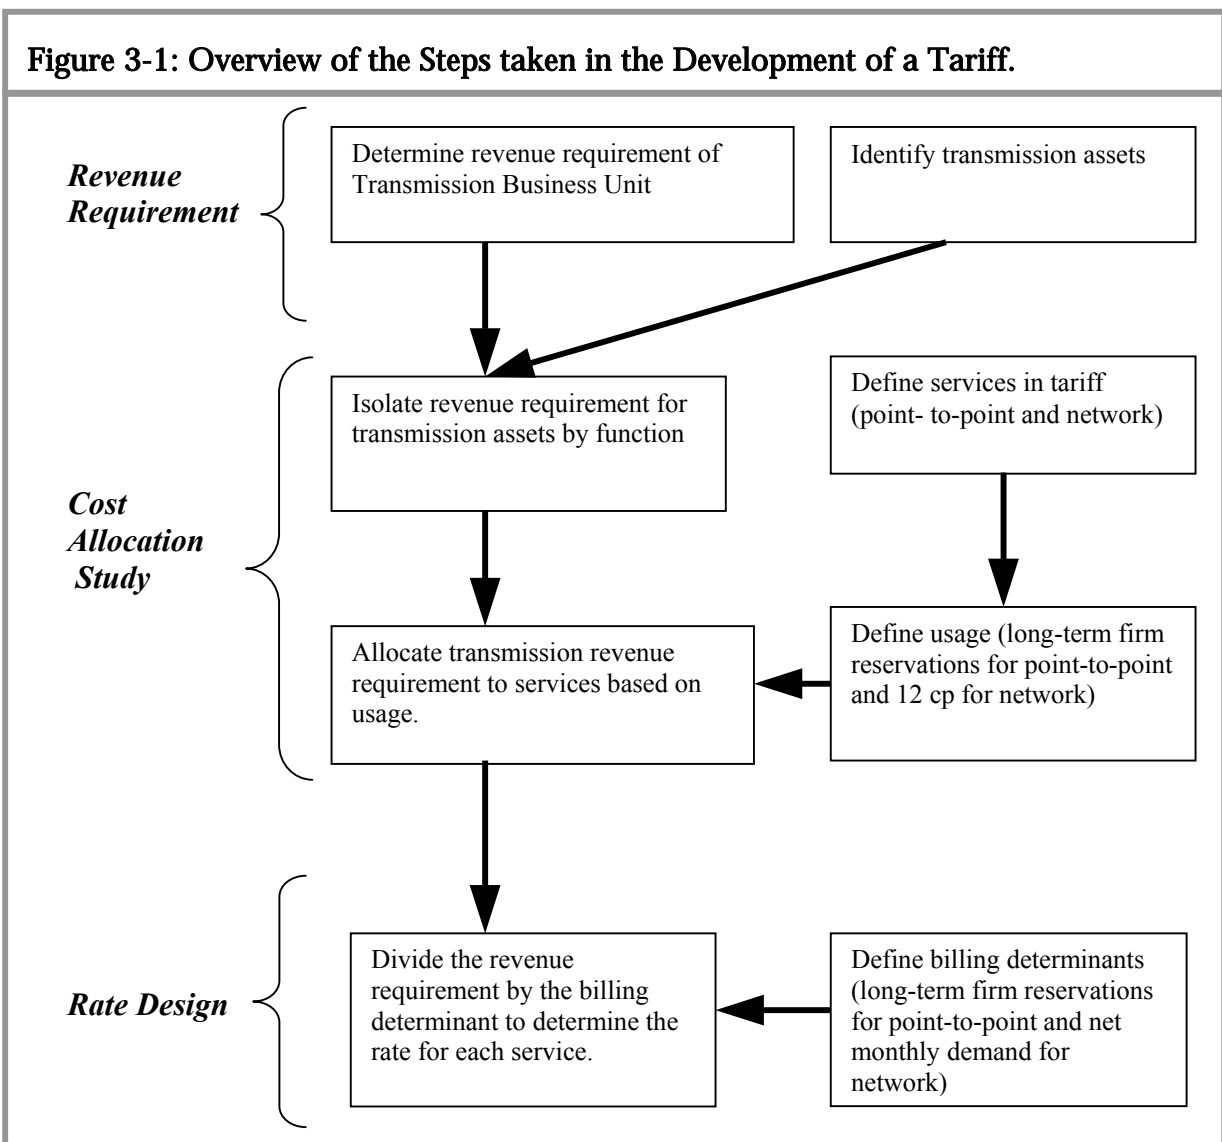 Figure 3-1: Overview of the Steps taken in the Development of a Tariff.
Revenue
Requirement
Determine revenue requirement of
Transmission Business Unit
Identify transmission assets
Cost
Allocation
Study
Isolate revenue requirement for
transmission assets by function
Define services in tariff
(point- to-point and network)
Allocate transmission revenue
requirement to services based on
usage.
Define usage (long-term firm
reservations for point-to-point
and 12 cp for network)
Rate Design
Divide the revenue
requirement by the billing
determinant to determine the
rate for each service.
Define billing determinants
(long-term firm reservations
for point-to-point and net
monthly demand for
network)